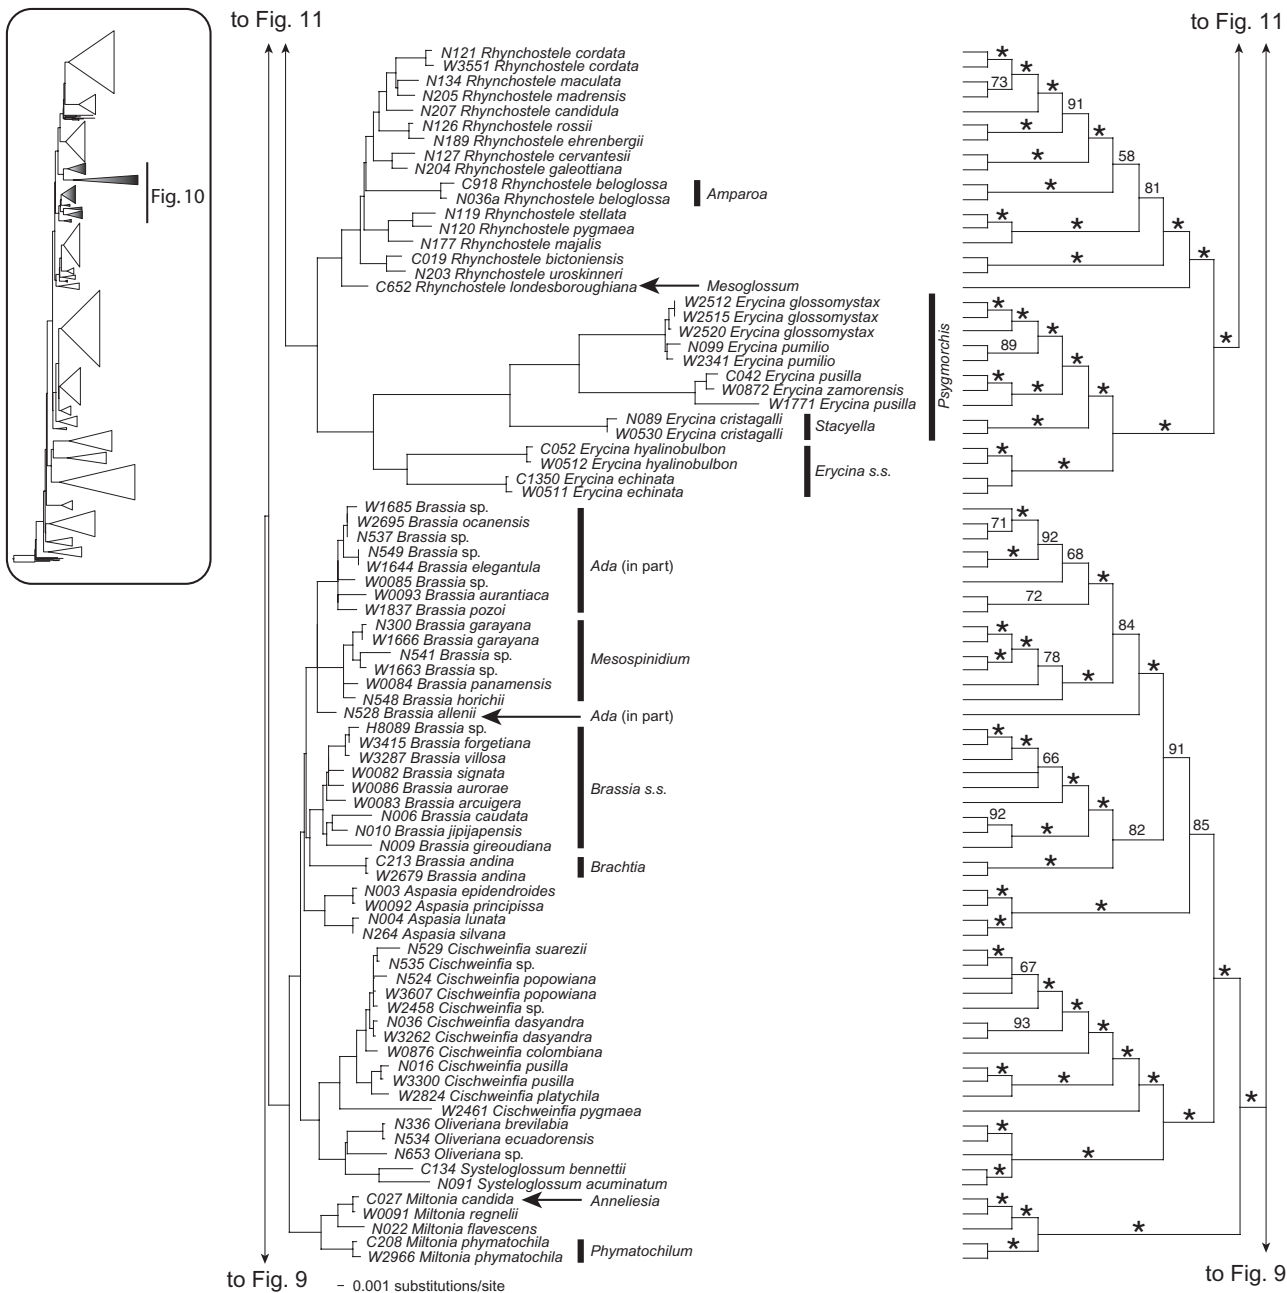 to Fig. 11
to Fig. 11
Fig. 10
N121 Rhynchostele cordata
W3551 Rhynchostele cordata
N134 Rhynchostele maculata
N205 Rhynchostele madrensis
N207 Rhynchostele candidula
N126 Rhynchostele rossii
N189 Rhynchostele ehrenbergii
N127 Rhynchostele cervantesii
N204 Rhynchostele galeottiana
C918 Rhynchostele beloglossa
N036a Rhynchostele beloglossa
Amparoa
N119 Rhynchostele stellata
N120 Rhynchostele pygmaea
N177 Rhynchostele majalis
C019 Rhynchostele bictoniensis
N203 Rhynchostele uroskinneri
C652 Rhynchostele londesboroughiana
Mesoglossum
W2512 Erycina glossomystax
W2515 Erycina glossomystax
W2520 Erycina glossomystax
N099 Erycina pumilio
W2341 Erycina pumilio
C042 Erycina pusilla
W0872 Erycina zamorensis
W1771 Erycina pusilla
Psygmorchis
N089 Erycina cristagalli
W0530 Erycina cristagalli
Stacyella
C052 Erycina hyalinobulbon
W0512 Erycina hyalinobulbon
C1350 Erycina echinata
W0511 Erycina echinata
Erycina s.s.
W1685 Brassia sp.
W2695 Brassia ocanensis
N537 Brassia sp.
N549 Brassia sp.
W1644 Brassia elegantula
W0085 Brassia sp.
W0093 Brassia aurantiaca
W1837 Brassia pozoi
Ada (in part)
N300 Brassia garayana
W1666 Brassia garayana
N541 Brassia sp.
W1663 Brassia sp.
W0084 Brassia panamensis
N548 Brassia horichii
Mesospinidium
N528 Brassia allenii
Ada (in part)
H8089 Brassia sp.
W3415 Brassia forgetiana
W3287 Brassia villosa
W0082 Brassia signata
W0086 Brassia aurorae
W0083 Brassia arcuigera
N006 Brassia caudata
N010 Brassia jipijapensis
N009 Brassia gireoudiana
Brassia s.s.
C213 Brassia andina
W2679 Brassia andina
Brachtia
N003 Aspasia epidendroides
W0092 Aspasia principissa
N004 Aspasia lunata
N264 Aspasia silvana
N529 Cischweinfia suarezii
N535 Cischweinfia sp.
N524 Cischweinfia popowiana
W3607 Cischweinfia popowiana
W2458 Cischweinfia sp.
N036 Cischweinfia dasyandra
W3262 Cischweinfia dasyandra
W0876 Cischweinfia colombiana
N016 Cischweinfia pusilla
W3300 Cischweinfia pusilla
W2824 Cischweinfia platychila
W2461 Cischweinfia pygmaea
N336 Oliveriana brevilabia
N534 Oliveriana ecuadorensis
N653 Oliveriana sp.
C134 Systeloglossum bennettii
N091 Systeloglossum acuminatum
C027 Miltonia candida
Anneliesia
W0091 Miltonia regnelii
N022 Miltonia flavescens
C208 Miltonia phymatochila
W2966 Miltonia phymatochila
Phymatochilum
73
91
58
81
89
71
92
68
72
84
78
91
66
92
82
85
67
93
to Fig. 9
– 0.001 substitutions/site
to Fig. 9